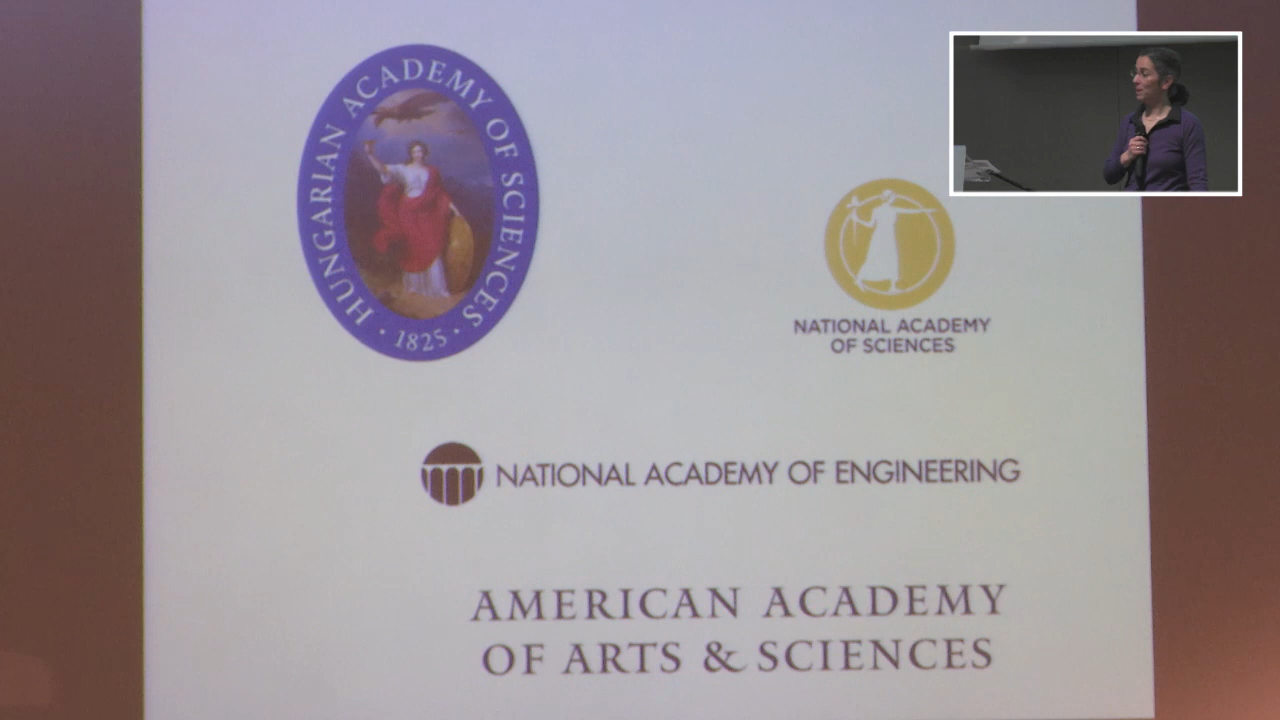 HUNGARIAN ACADEMY OF SCIENCES
· 1825 ·
NATIONAL ACADEMY
OF SCIENCES
NATIONAL ACADEMY OF ENGINEERING
AMERICAN ACADEMY
OF ARTS & SCIENCES